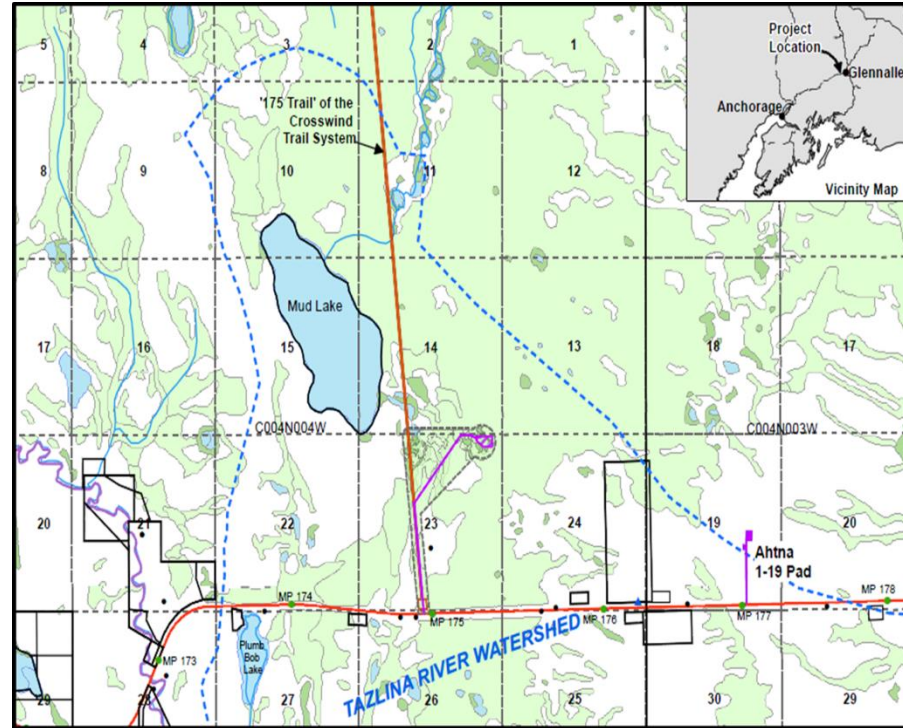 5
4
3
2
1
Project
Location
Glennalle
Anchorage
Vicinity Map
'175 Trail' of the
Crosswind
Trail System
8
9
10
11
12
Mud Lake
17
16
15
14
13
18
17
C004N004W
C004N003W
20
21
22
23
24
19
20
Ahtna
1-19 Pad
MP 173
MP 174
MP 175
MP 176
MP 177
MP 178
Plumb
Bob
Lake
TAZLINA RIVER WATERSHED
29
28
27
26
25
30
29